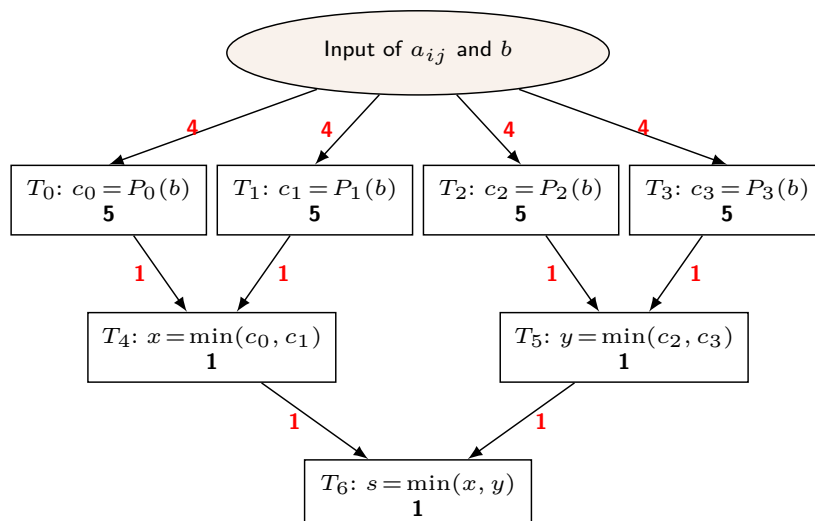 Input of a_{ij} and b
4 4 4 4
T_0: c_0 = P_0(b) T_1: c_1 = P_1(b) T_2: c_2 = P_2(b) T_3: c_3 = P_3(b)
5 5 5 5
1 1 1 1
T_4: x = min(c_0, c_1) T_5: y = min(c_2, c_3)
1 1
1 1
T_6: s = min(x, y)
1